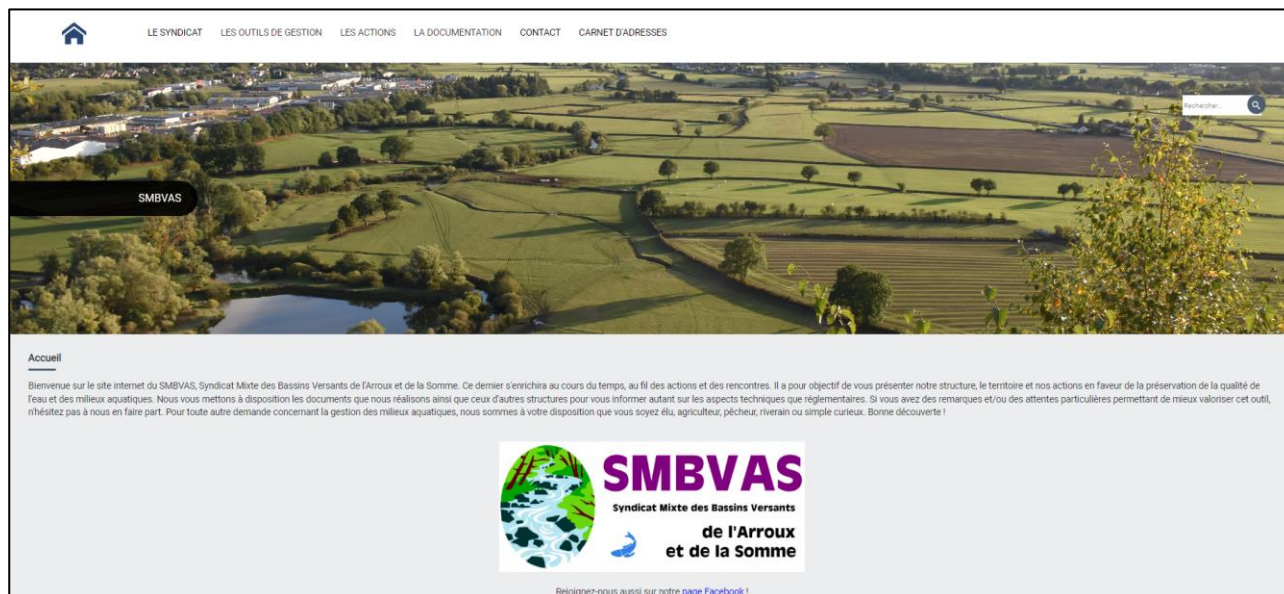 LE SYNDICAT LES OUTILS DE GESTION LES ACTIONS LA DOCUMENTATION CONTACT CARNET D'ADRESSES
Rechercher...
SMBVAS
Accueil
Bienvenue sur le site internet du SMBVAS, Syndicat Mixte des Bassins Versants de l'Arroux et de la Somme. Ce dernier s'enrichira au cours du temps, au fil des actions et des rencontres. Il a pour objectif de vous présenter notre structure, le territoire et nos actions en faveur de la préservation de la qualité de
l'eau et des milieux aquatiques. Nous vous mettons à disposition les documents que nous réalisons ainsi que ceux d'autres structures pour vous informer autant sur les aspects techniques que réglementaires. Si vous avez des remarques et/ou des attentes particulières permettant de mieux valoriser cet outil,
n'hésitez pas à nous en faire part. Pour toute autre demande concernant la gestion des milieux aquatiques, nous sommes à votre disposition que vous soyez élu, agriculteur, pêcheur, riverain ou simple curieux. Bonne découverte !
SMBVAS
Syndicat Mixte des Bassins Versants
de l'Arroux
et de la Somme
Rejoignez-nous aussi sur notre page Facebook !